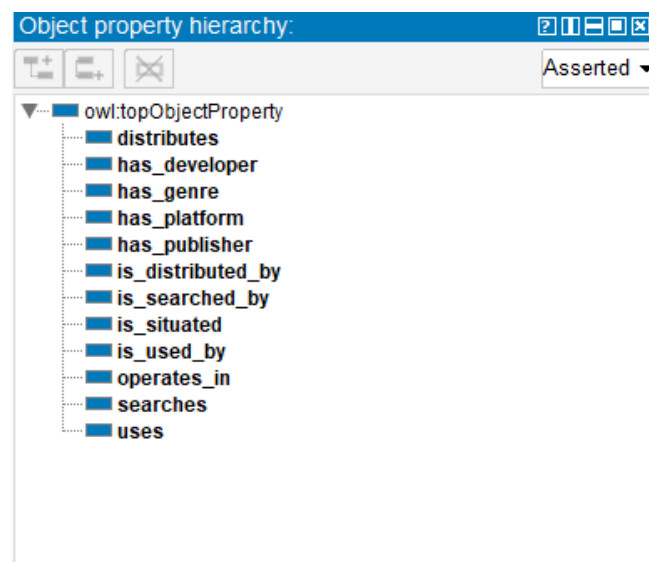 Object property hierarchy:
Asserted
owl:topObjectProperty
distributes
has_developer
has_genre
has_platform
has_publisher
is_distributed_by
is_searched_by
is_situated
is_used_by
operates_in
searches
uses